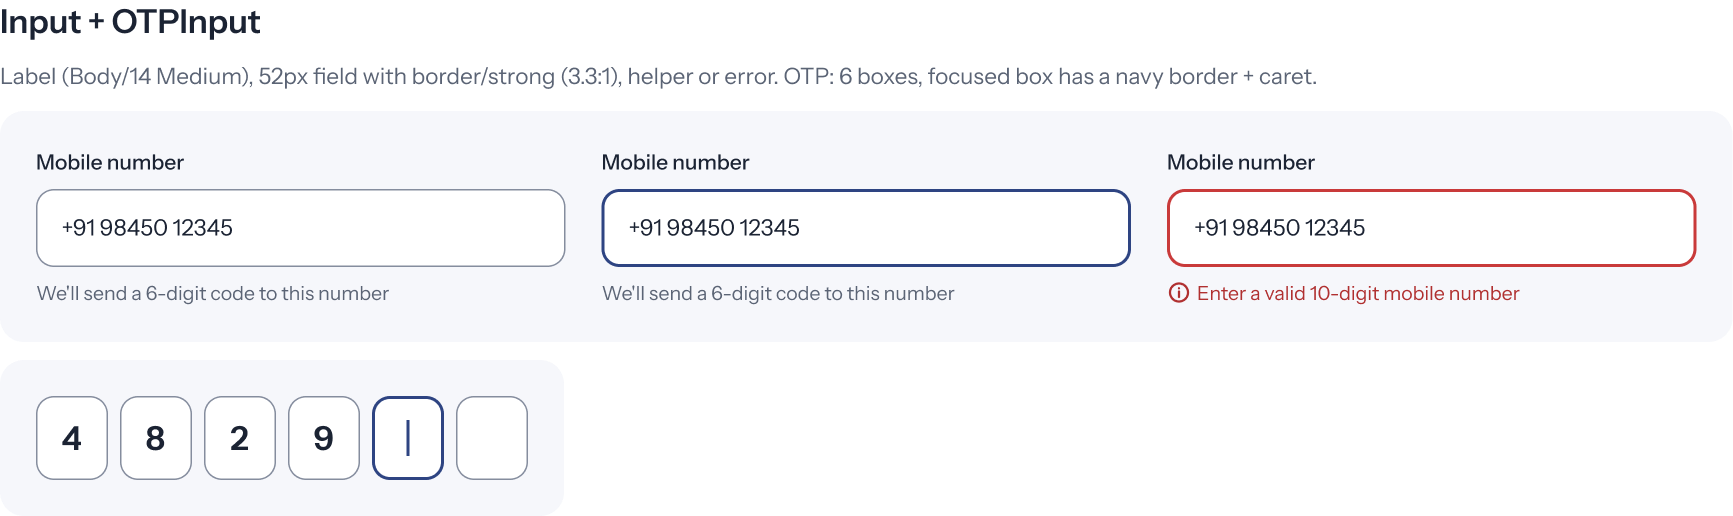 Input + OTPInput
Label (Body/14 Medium), 52px field with border/strong (3.3:1), helper or error. OTP: 6 boxes, focused box has a navy border + caret.
Mobile number Mobile number Mobile number
+91 98450 12345 +91 98450 12345 +91 98450 12345
We'll send a 6-digit code to this number We'll send a 6-digit code to this number Enter a valid 10-digit mobile number
4 8 2 9